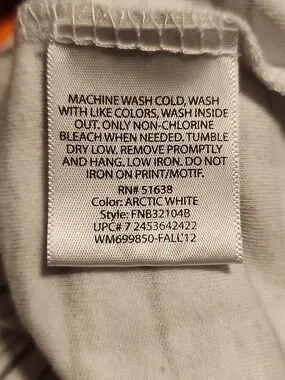 MACHINE WASH COLD, WASH
WITH LIKE COLORS, WASH INSIDE
OUT. ONLY NON-CHLORINE
BLEACH WHEN NEEDED. TUMBLE
DRY LOW. REMOVE PROMPTLY
AND HANG. LOW IRON. DO NOT
IRON ON PRINT/MOTIF.
RN# 51638
Color: ARCTIC WHITE
Style: FNB32104B
UPC# 7 2453642422
WM699850-FALL'12